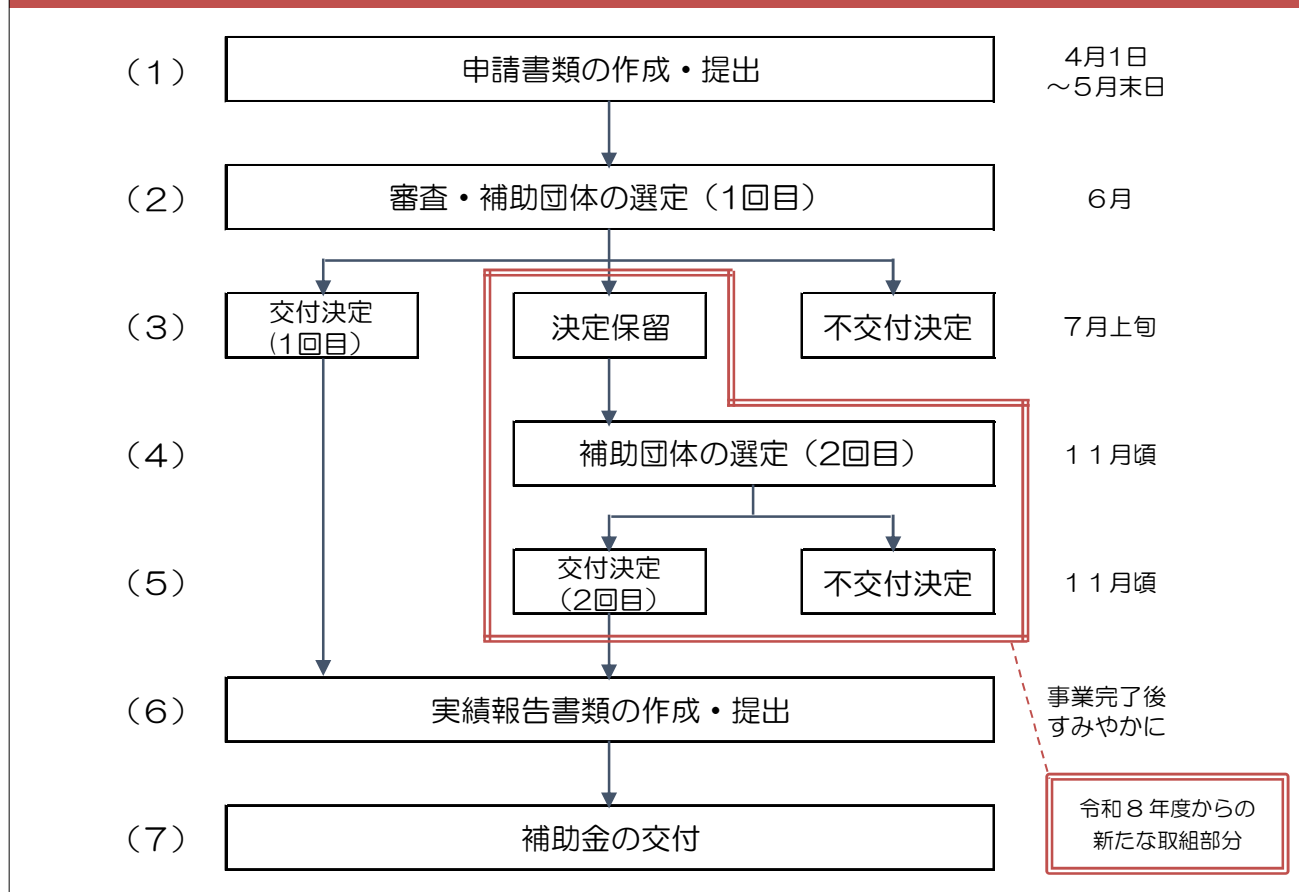 (1)
申請書類の作成・提出
4月1日
～5月末日
(2)
審査・補助団体の選定(1回目)
6月
(3)
交付決定
(1回目)
決定保留
不交付決定
7月上旬
(4)
補助団体の選定(2回目)
11月頃
(5)
交付決定
(2回目)
不交付決定
11月頃
(6)
実績報告書類の作成・提出
事業完了後
すみやかに
(7)
補助金の交付
令和8年度からの
新たな取組部分